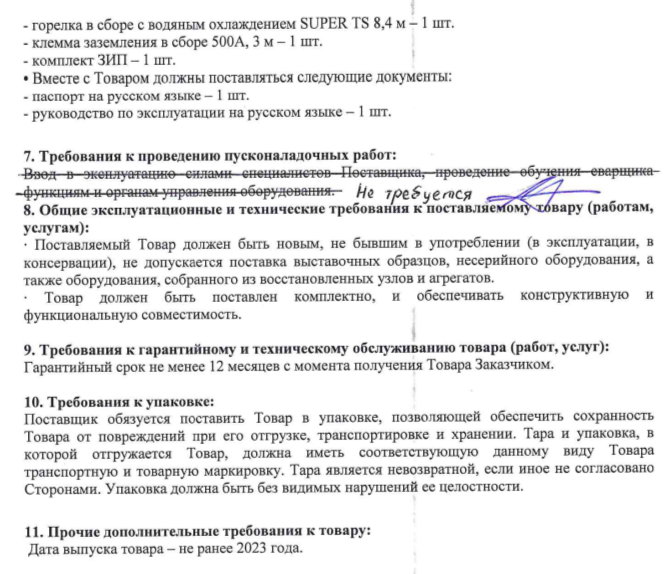 - горелка в сборе с водяным охлаждением SUPER TS 8,4 м – 1 шт.
- клемма заземления в сборе 500А, 3 м – 1 шт.
- комплект ЗИП – 1 шт.
• Вместе с Товаром должны поставляться следующие документы:
- паспорт на русском языке – 1 шт.
- руководство по эксплуатации на русском языке – 1 шт.
7. Требования к проведению пусконаладочных работ:
Ввод в эксплуатацию силами специалистов Поставщика, проведение обучения сварщика
функциям и органам управления оборудования. Не требуется
8. Общие эксплуатационные и технические требования к поставляемому товару (работам,
услугам):
· Поставляемый Товар должен быть новым, не бывшим в употреблении (в эксплуатации, в
консервации), не допускается поставка выставочных образцов, несерийного оборудования, а
также оборудования, собранного из восстановленных узлов и агрегатов.
· Товар должен быть поставлен комплектно, и обеспечивать конструктивную и
функциональную совместимость.
9. Требования к гарантийному и техническому обслуживанию товара (работ, услуг):
Гарантийный срок не менее 12 месяцев с момента получения Товара Заказчиком.
10. Требования к упаковке:
Поставщик обязуется поставить Товар в упаковке, позволяющей обеспечить сохранность
Товара от повреждений при его отгрузке, транспортировке и хранении. Тара и упаковка, в
которой отгружается Товар, должна иметь соответствующую данному виду Товара
транспортную и товарную маркировку. Тара является невозвратной, если иное не согласовано
Сторонами. Упаковка должна быть без видимых нарушений ее целостности.
11. Прочие дополнительные требования к товару:
Дата выпуска товара – не ранее 2023 года.